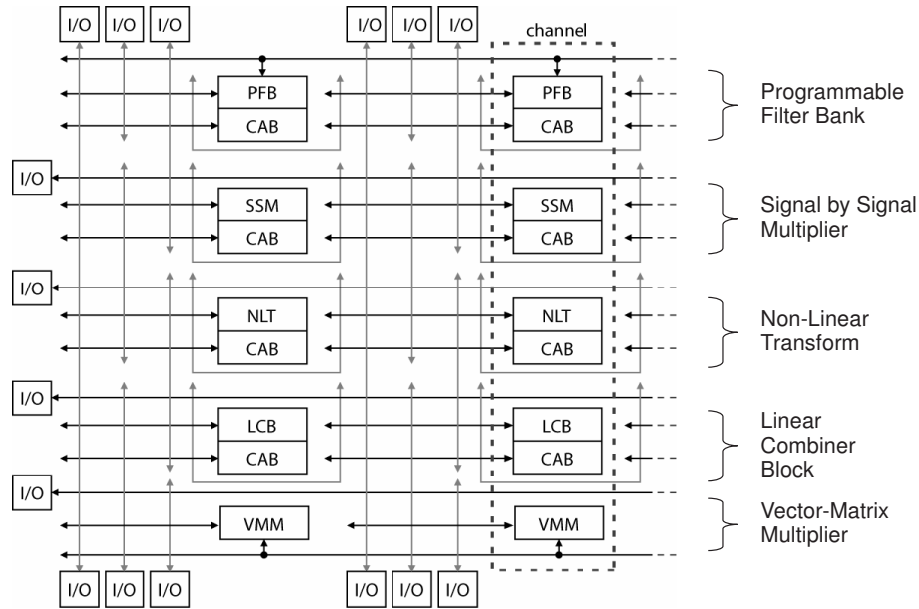 I/O I/O I/O I/O I/O I/O
channel
PFB PFB
CAB CAB
Programmable
Filter Bank
I/O
SSM SSM
CAB CAB
Signal by Signal
Multiplier
I/O
NLT NLT
CAB CAB
Non-Linear
Transform
I/O
LCB LCB
CAB CAB
Linear
Combiner
Block
I/O
VMM VMM
Vector-Matrix
Multiplier
I/O I/O I/O I/O I/O I/O